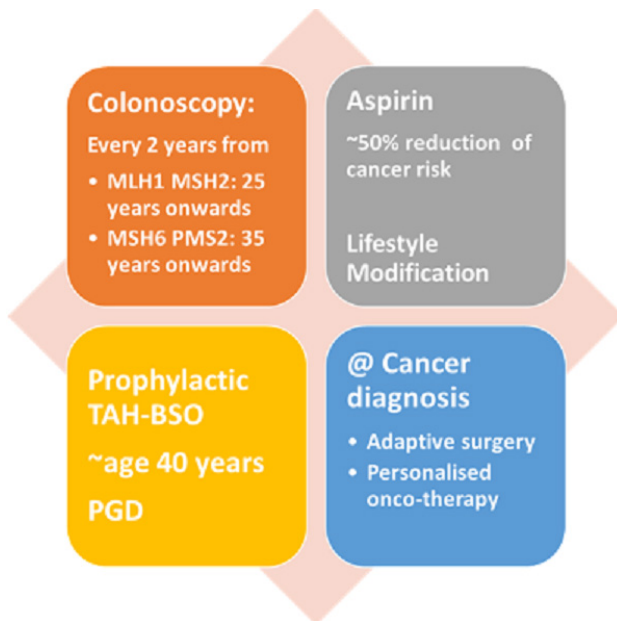 Colonoscopy:
Every 2 years from
• MLH1 MSH2: 25
years onwards
• MSH6 PMS2: 35
years onwards
Aspirin
~50% reduction of
cancer risk
Lifestyle
Modification
Prophylactic
TAH-BSO
~age 40 years
PGD
@ Cancer
diagnosis
• Adaptive surgery
• Personalised
onco-therapy